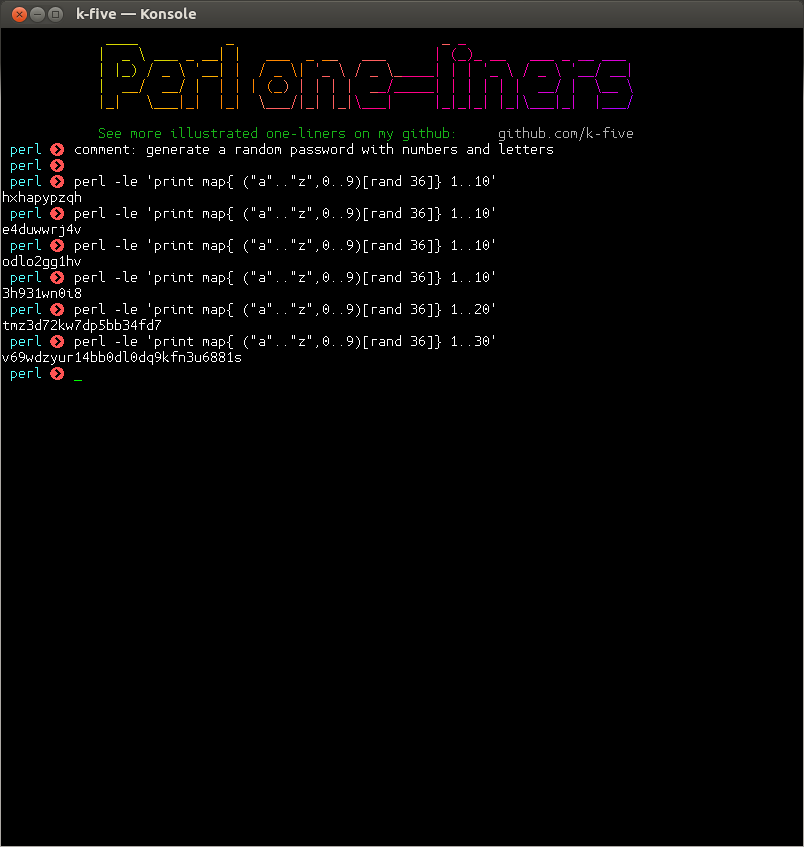 k-five — Konsole
Perl one-liners
See more illustrated one-liners on my github: github.com/k-five
perl comment: generate a random password with numbers and letters
perl
perl perl -le 'print map{ ("a".."z",0..9)[rand 36]} 1..10'
hxhapypzqh
perl perl -le 'print map{ ("a".."z",0..9)[rand 36]} 1..10'
e4duwwrj4v
perl perl -le 'print map{ ("a".."z",0..9)[rand 36]} 1..10'
odlo2gg1hv
perl perl -le 'print map{ ("a".."z",0..9)[rand 36]} 1..10'
3h931wn0i8
perl perl -le 'print map{ ("a".."z",0..9)[rand 36]} 1..20'
tmz3d72kw7dp5bb34fd7
perl perl -le 'print map{ ("a".."z",0..9)[rand 36]} 1..30'
v69wdzyur14bb0dl0dq9kfn3u6881s
perl _